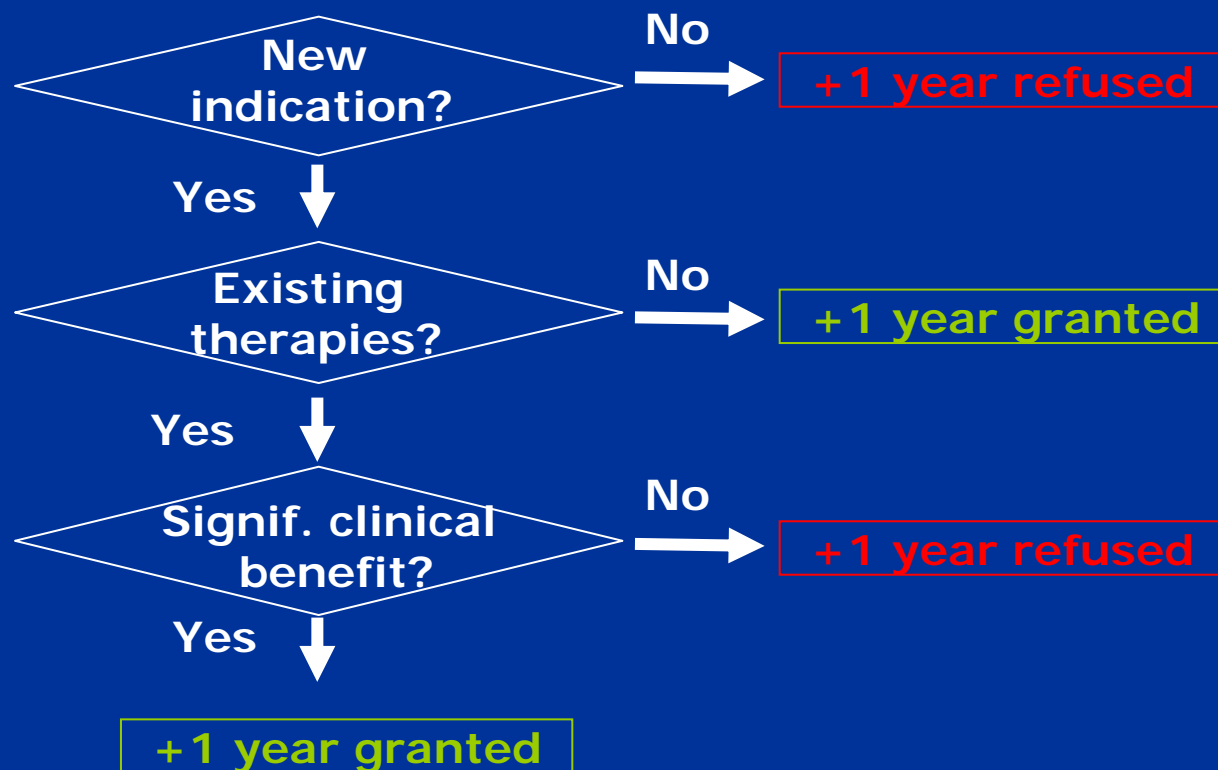 New
indication?
No
+1 year refused
Yes
Existing
therapies?
No
+1 year granted
Yes
Signif. clinical
benefit?
No
+1 year refused
Yes
+1 year granted